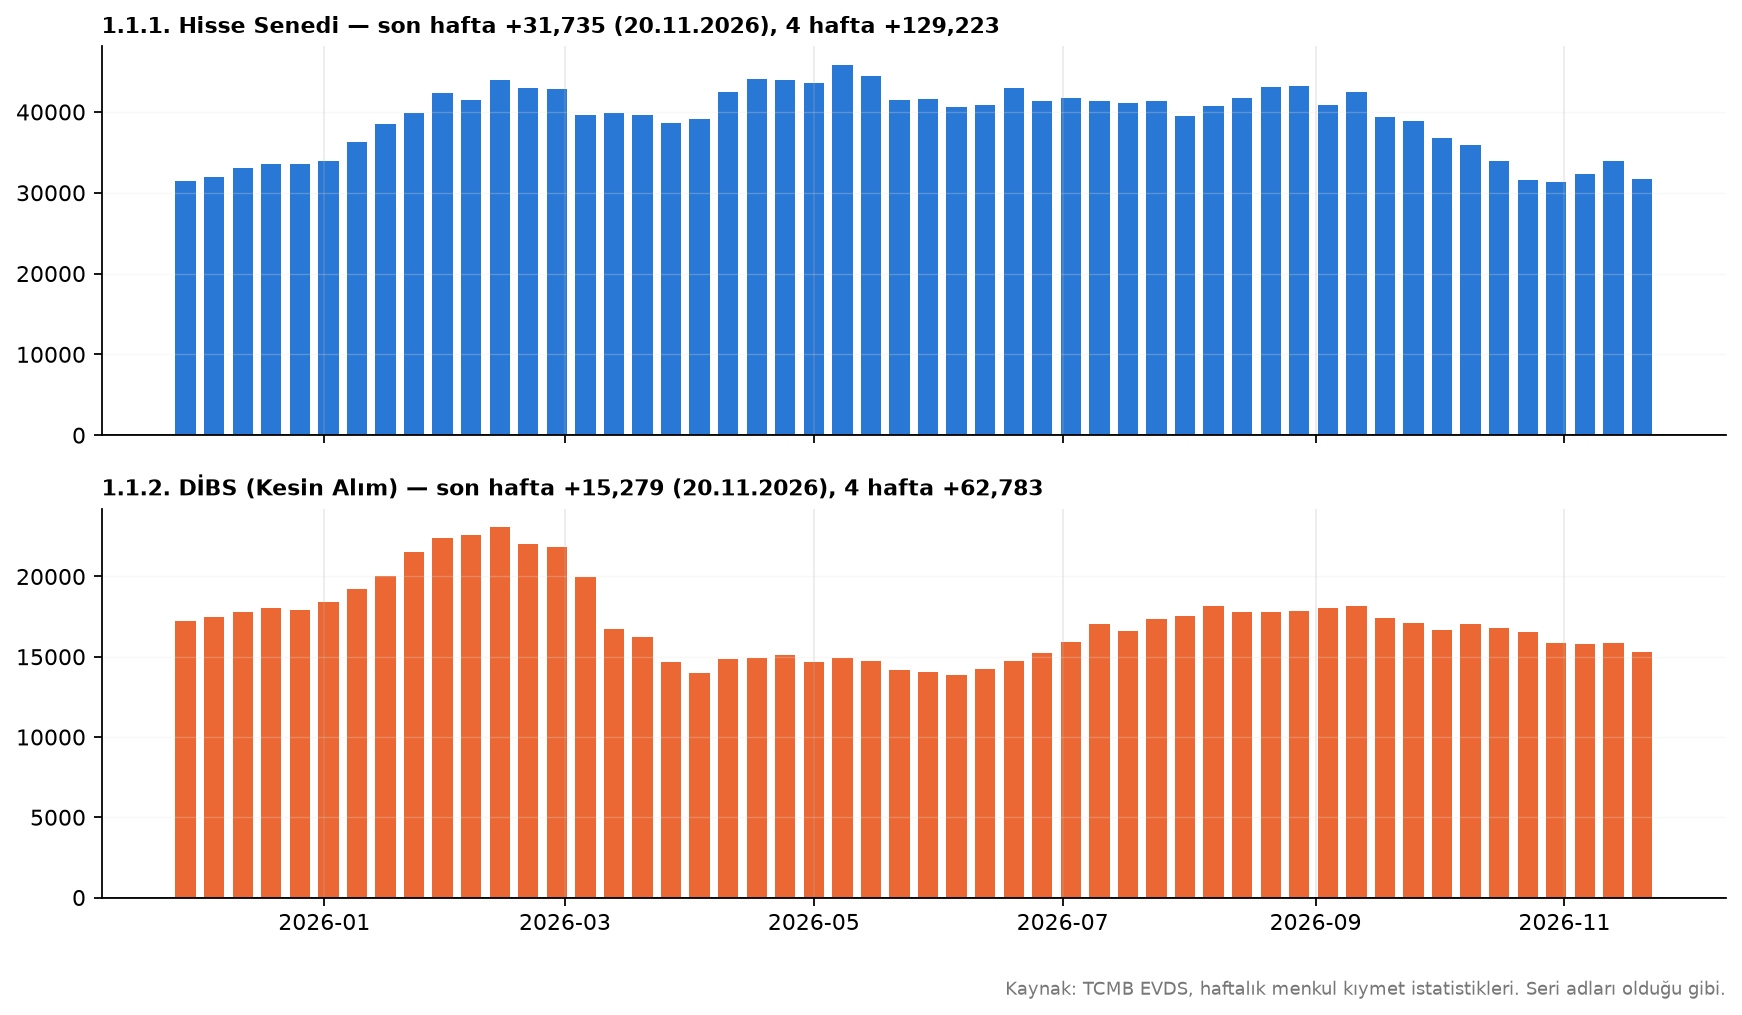 1.1.1. Hisse Senedi — son hafta +31,735 (20.11.2026), 4 hafta +129,223
40000
30000
20000
10000
0
1.1.2. DİBS (Kesin Alım) — son hafta +15,279 (20.11.2026), 4 hafta +62,783
20000
15000
10000
5000
0
2026-01 2026-03 2026-05 2026-07 2026-09 2026-11
Kaynak: TCMB EVDS, haftalık menkul kıymet istatistikleri. Seri adları olduğu gibi.